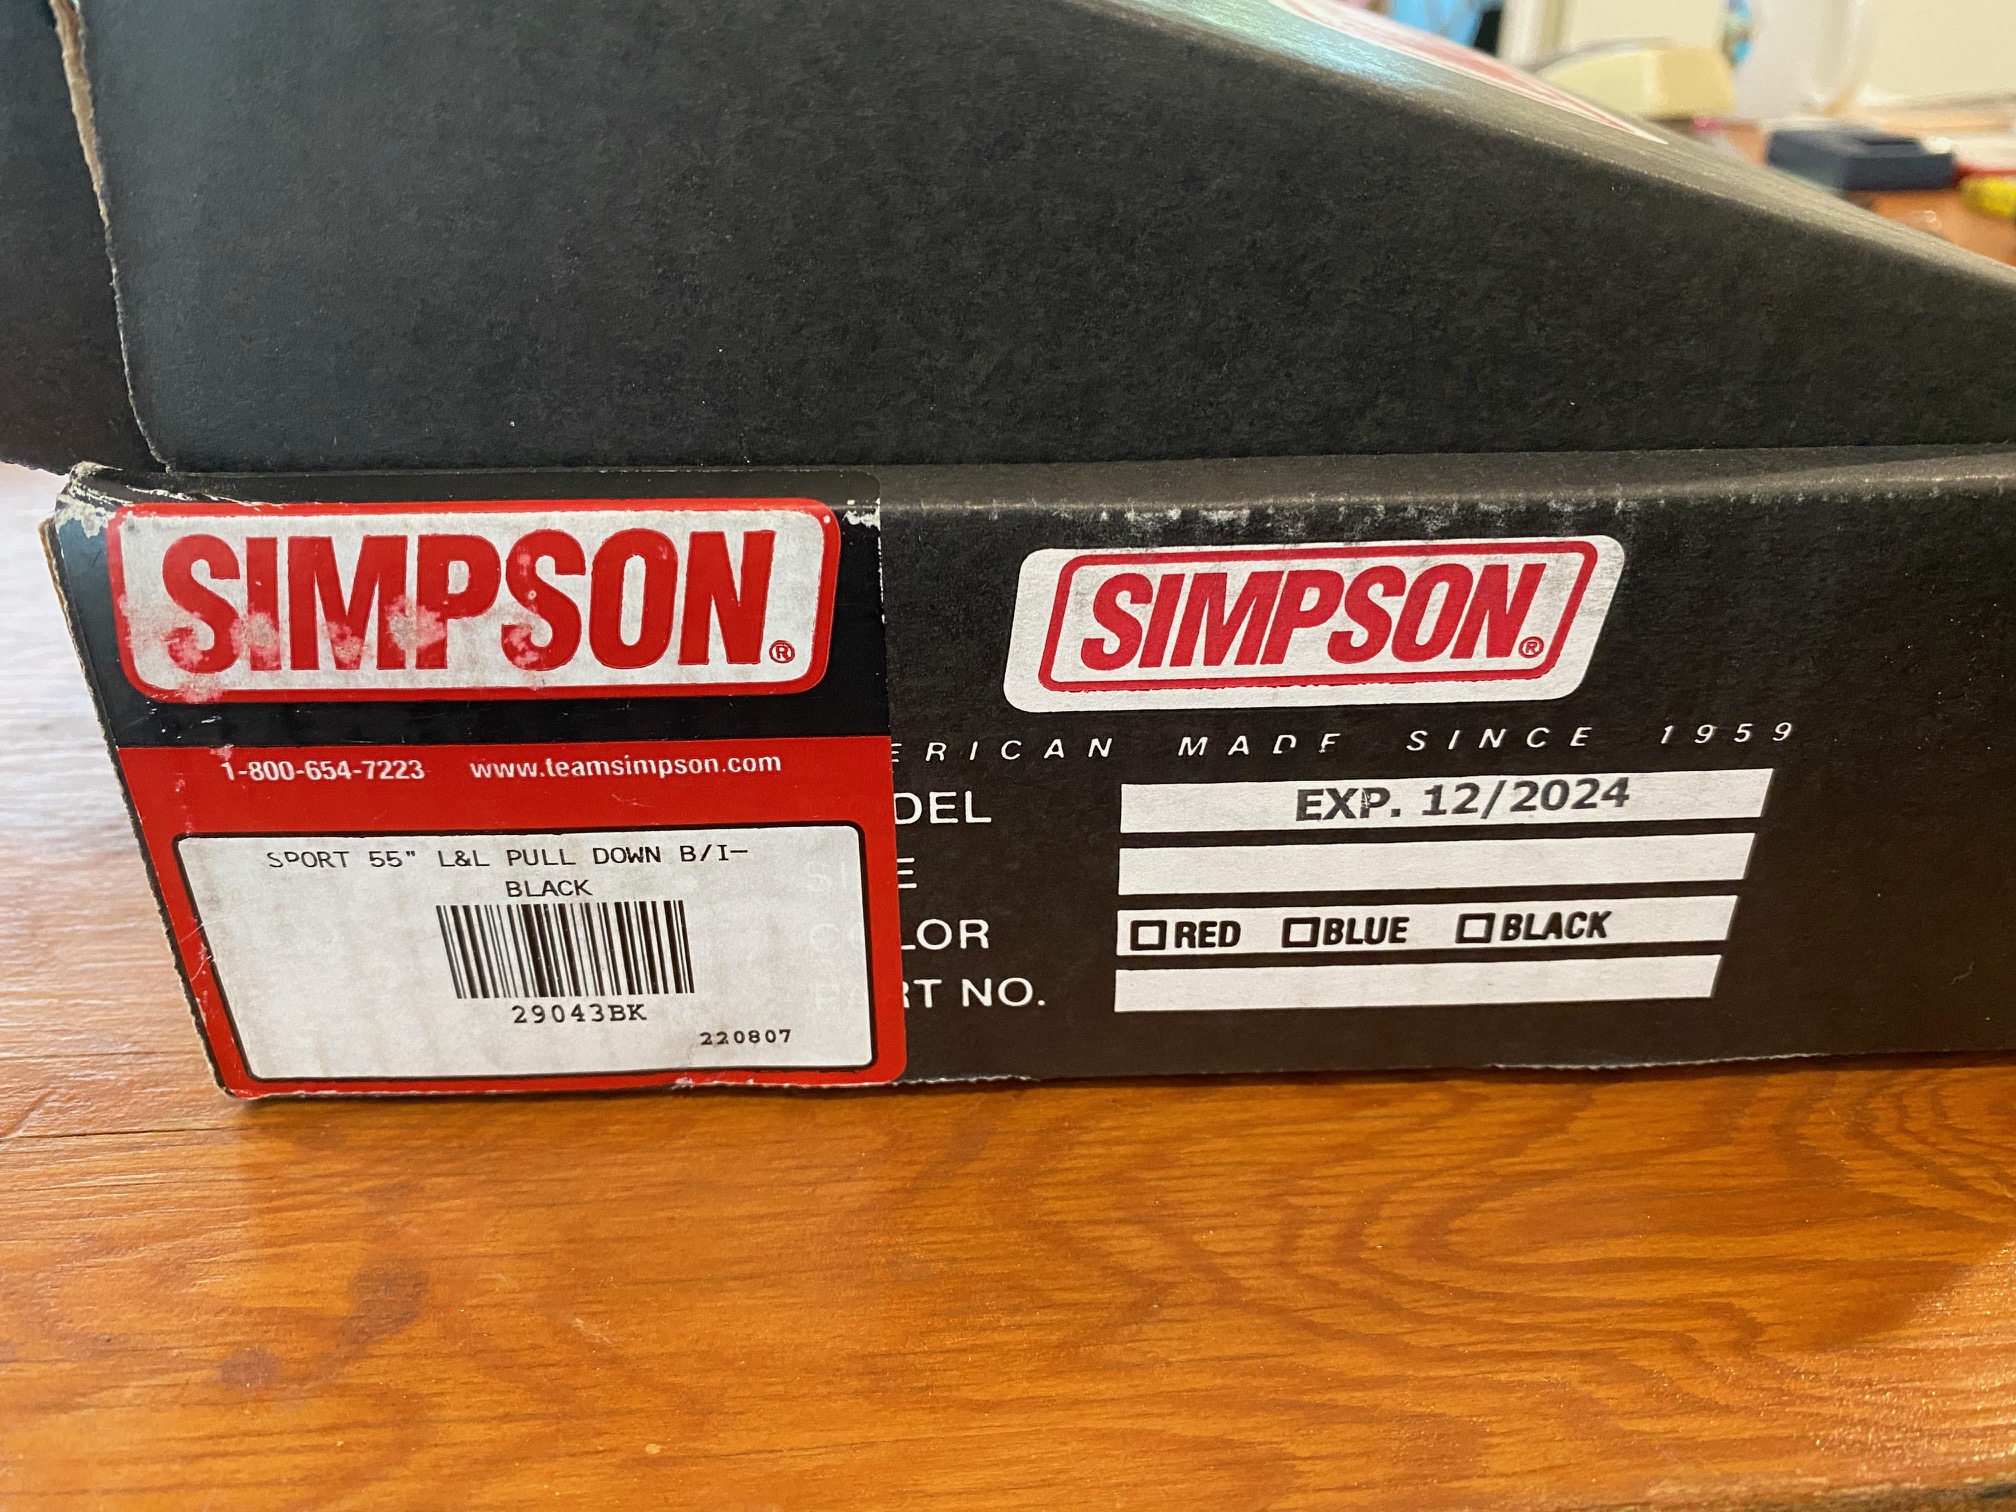 SIMPSON®
1-800-654-7223 www.teamsimpson.com
SPORT 55" L&L PULL DOWN B/I-
BLACK
29043BK
220807
SIMPSON®
ERICAN MADE SINCE 1959
DEL EXP. 12/2024
E
LOR RED BLUE BLACK
RT NO.